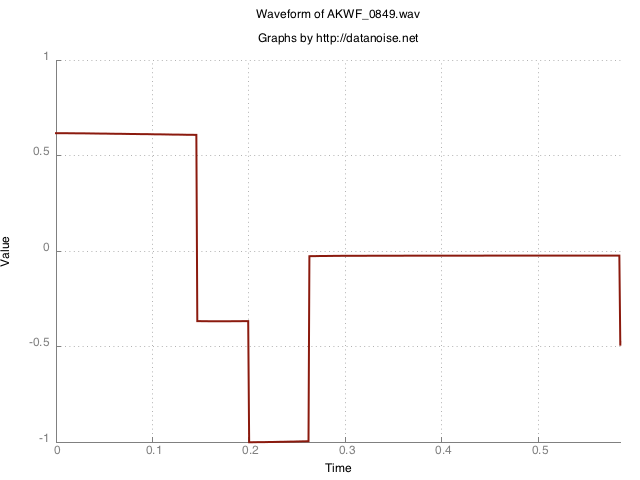 Waveform of AKWF_0849.wav
Graphs by http://datanoise.net
1
0.5
0
-0.5
-1
Value
0 0.1 0.2 0.3 0.4 0.5
Time